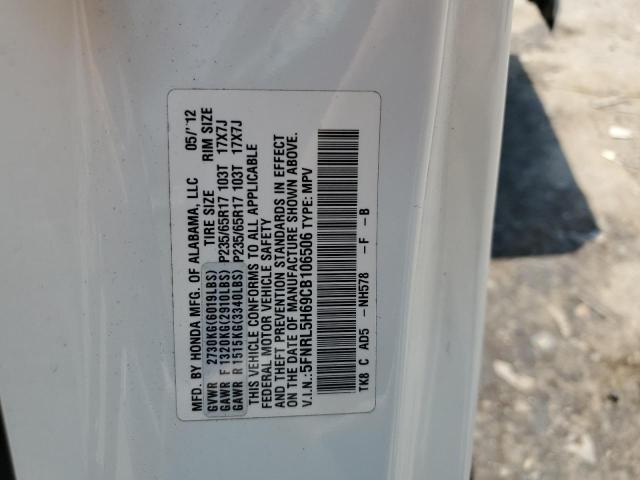 MFD. BY HONDA MFG. OF ALABAMA, LLC 05/'12
TIRE SIZE RIM SIZE
GVWR 2730KG(6019LBS)
GAWR F 1320KG(2910LBS) P235/65R17 103T 17X7J
GAWR R 1515KG(3340LBS) P235/65R17 103T 17X7J
THIS VEHICLE CONFORMS TO ALL APPLICABLE
FEDERAL MOTOR VEHICLE SAFETY
AND THEFT PREVENTION STANDARDS IN EFFECT
ON THE DATE OF MANUFACTURE SHOWN ABOVE.
V.I.N.:5FNRL5H69CB106506 TYPE: MPV
TK8 C AD5 -NH578 -F -B